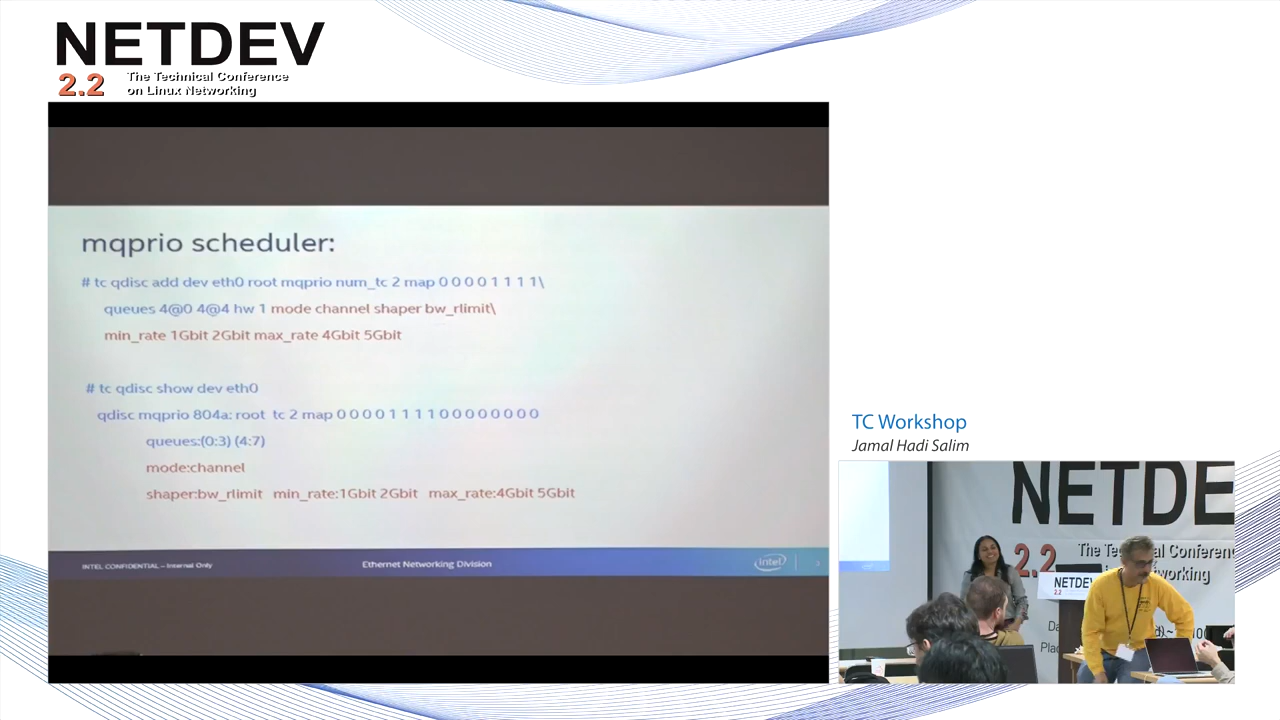 NETDEV
2.2 The Technical Conference
on Linux Networking
mqprio scheduler:
# tc qdisc add dev eth0 root mqprio num_tc 2 map 0 0 0 0 1 1 1 1\
queues 4@0 4@4 hw 1 mode channel shaper bw_rlimit\
min_rate 1Gbit 2Gbit max_rate 4Gbit 5Gbit
# tc qdisc show dev eth0
qdisc mqprio 804a: root tc 2 map 0 0 0 0 1 1 1 1 0 0 0 0 0 0 0 0
queues:(0:3) (4:7)
mode:channel
shaper:bw_rlimit min_rate:1Gbit 2Gbit max_rate:4Gbit 5Gbit
INTEL CONFIDENTIAL – Internal Only
Ethernet Networking Division
intel
2
TC Workshop
Jamal Hadi Salim
NETDE
2.2 The Technical Conferenc
working
NETDEV
2.2